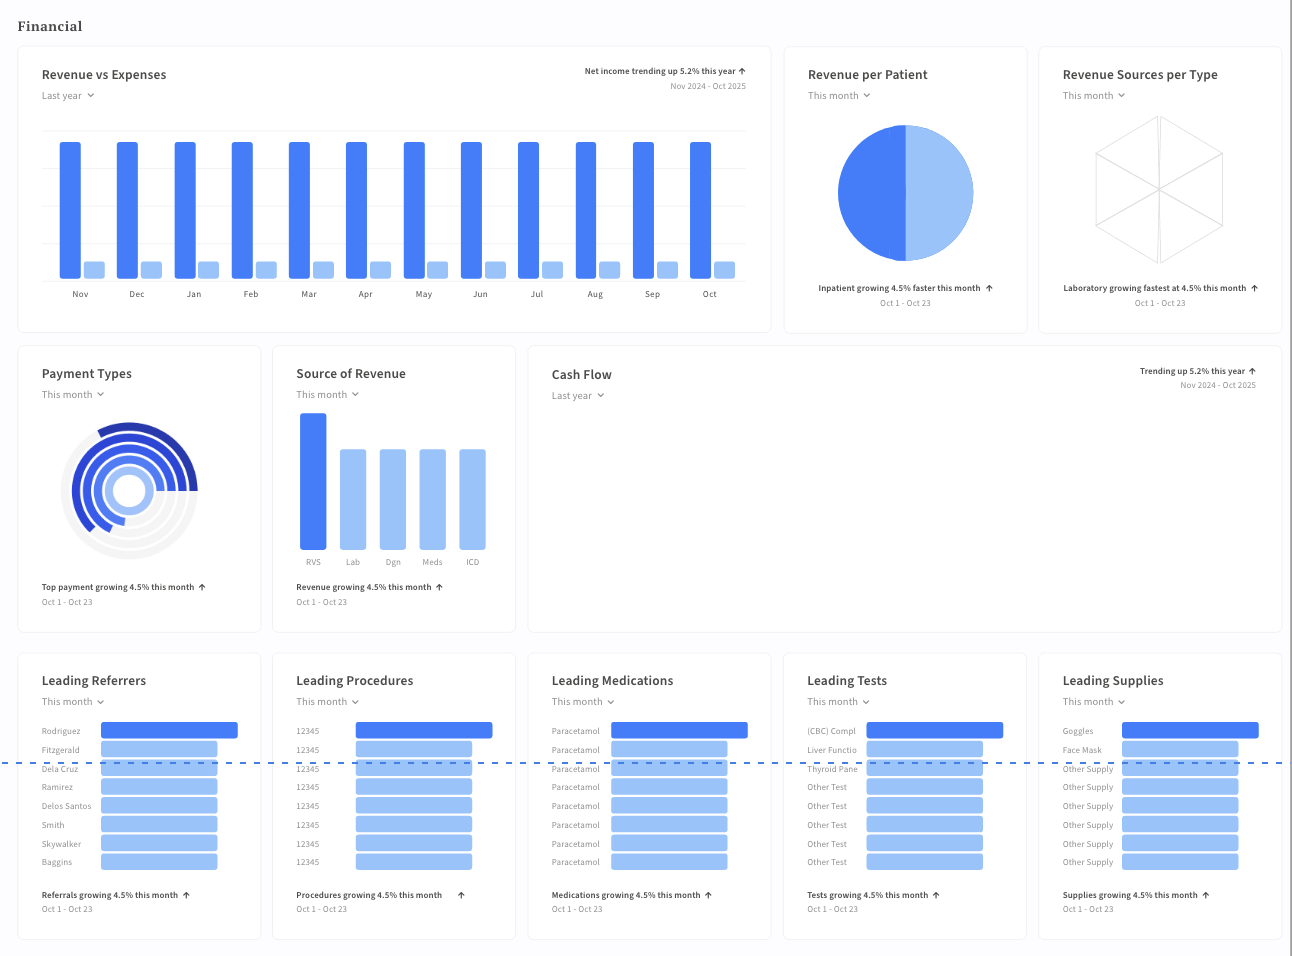 Financial
Revenue vs Expenses
Last year
Net income trending up 5.2% this year ↑
Nov 2024 - Oct 2025
Nov Dec Jan Feb Mar Apr May Jun Jul Aug Sep Oct
Revenue per Patient
This month
Inpatient growing 4.5% faster this month ↑
Oct 1 - Oct 23
Revenue Sources per Type
This month
Laboratory growing fastest at 4.5% this month ↑
Oct 1 - Oct 23
Payment Types
This month
Top payment growing 4.5% this month ↑
Oct 1 - Oct 23
Source of Revenue
This month
RVS Lab Dgn Meds ICD
Revenue growing 4.5% this month ↑
Oct 1 - Oct 23
Cash Flow
Last year
Trending up 5.2% this year ↑
Nov 2024 - Oct 2025
Leading Referrers
This month
Rodriguez
Fitzgerald
Dela Cruz
Ramirez
Delos Santos
Smith
Skywalker
Baggins
Referrals growing 4.5% this month ↑
Oct 1 - Oct 23
Leading Procedures
This month
12345
12345
12345
12345
12345
12345
12345
12345
Procedures growing 4.5% this month ↑
Oct 1 - Oct 23
Leading Medications
This month
Paracetamol
Paracetamol
Paracetamol
Paracetamol
Paracetamol
Paracetamol
Paracetamol
Paracetamol
Medications growing 4.5% this month ↑
Oct 1 - Oct 23
Leading Tests
This month
(CBC) Compl
Liver Functio
Thyroid Pane
Other Test
Other Test
Other Test
Other Test
Other Test
Tests growing 4.5% this month ↑
Oct 1 - Oct 23
Leading Supplies
This month
Goggles
Face Mask
Other Supply
Other Supply
Other Supply
Other Supply
Other Supply
Other Supply
Supplies growing 4.5% this month ↑
Oct 1 - Oct 23